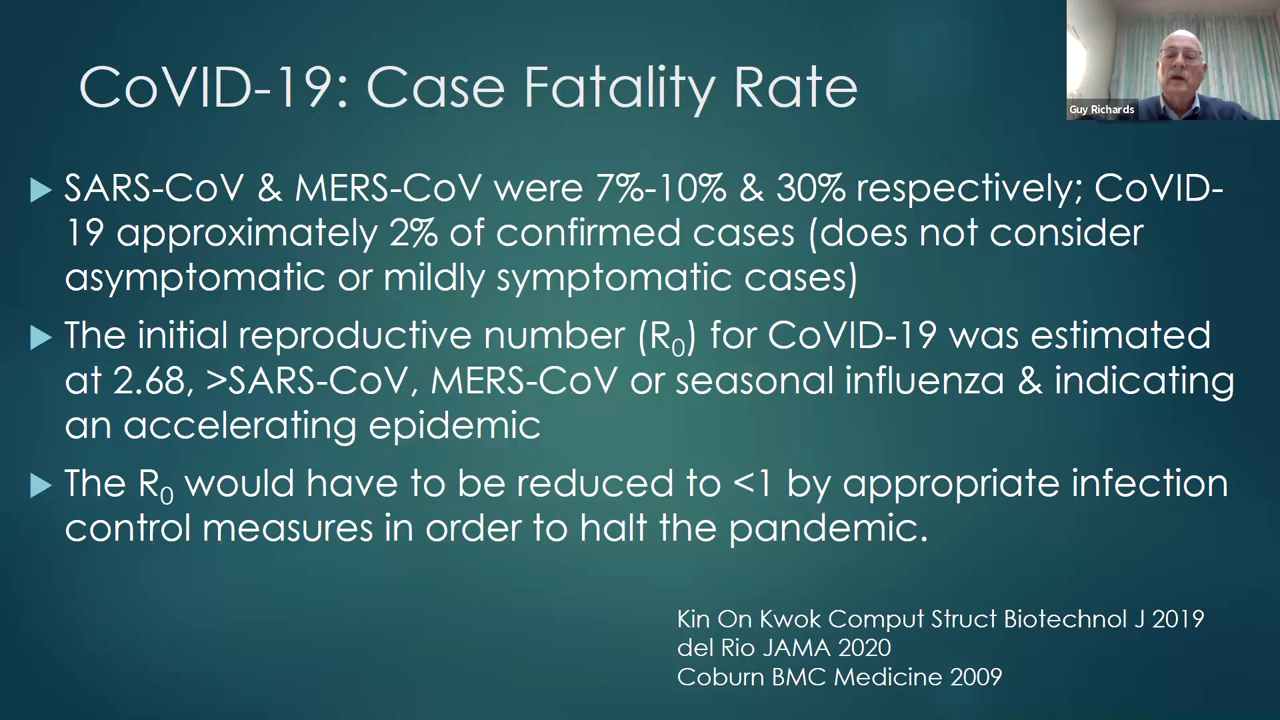 CoVID-19: Case Fatality Rate
Guy Richards
SARS-CoV & MERS-CoV were 7%-10% & 30% respectively; CoVID-
19 approximately 2% of confirmed cases (does not consider
asymptomatic or mildly symptomatic cases)
The initial reproductive number (R₀) for CoVID-19 was estimated
at 2.68, >SARS-CoV, MERS-CoV or seasonal influenza & indicating
an accelerating epidemic
The R₀ would have to be reduced to <1 by appropriate infection
control measures in order to halt the pandemic.
Kin On Kwok Comput Struct Biotechnol J 2019
del Rio JAMA 2020
Coburn BMC Medicine 2009